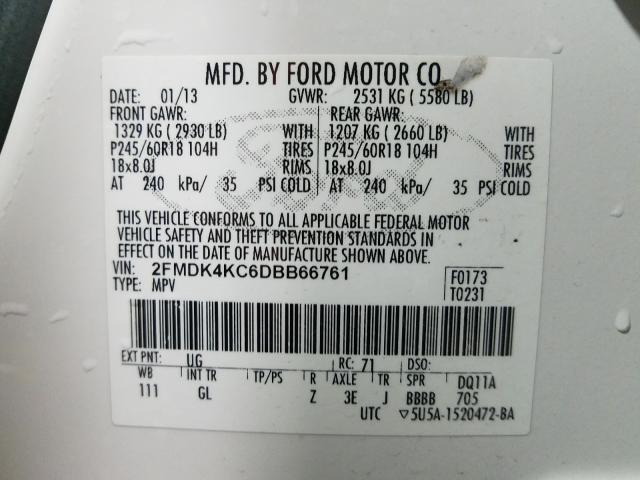 MFD. BY FORD MOTOR CO
DATE: 01/13 GVWR: 2531 KG ( 5580 LB)
FRONT GAWR: REAR GAWR:
1329 KG ( 2930 LB) WITH 1207 KG ( 2660 LB) WITH
P245/60R18 104H TIRES P245/60R18 104H TIRES
18x8.0J RIMS 18x8.0J RIMS
AT 240 kPa/ 35 PSI COLD AT 240 kPa/ 35 PSI COLD
THIS VEHICLE CONFORMS TO ALL APPLICABLE FEDERAL MOTOR
VEHICLE SAFETY AND THEFT PREVENTION STANDARDS IN
EFFECT ON THE DATE OF MANUFACTURE SHOWN ABOVE.
VIN: 2FMDK4KC6DBB66761 F0173
TYPE: MPV T0231
EXT PNT: UG RC: 71 DSO:
WB INT TR TP/PS R AXLE TR SPR DQ11A
111 GL Z 3E J BBBB 705
UTC ▽5U5A-1520472-BA